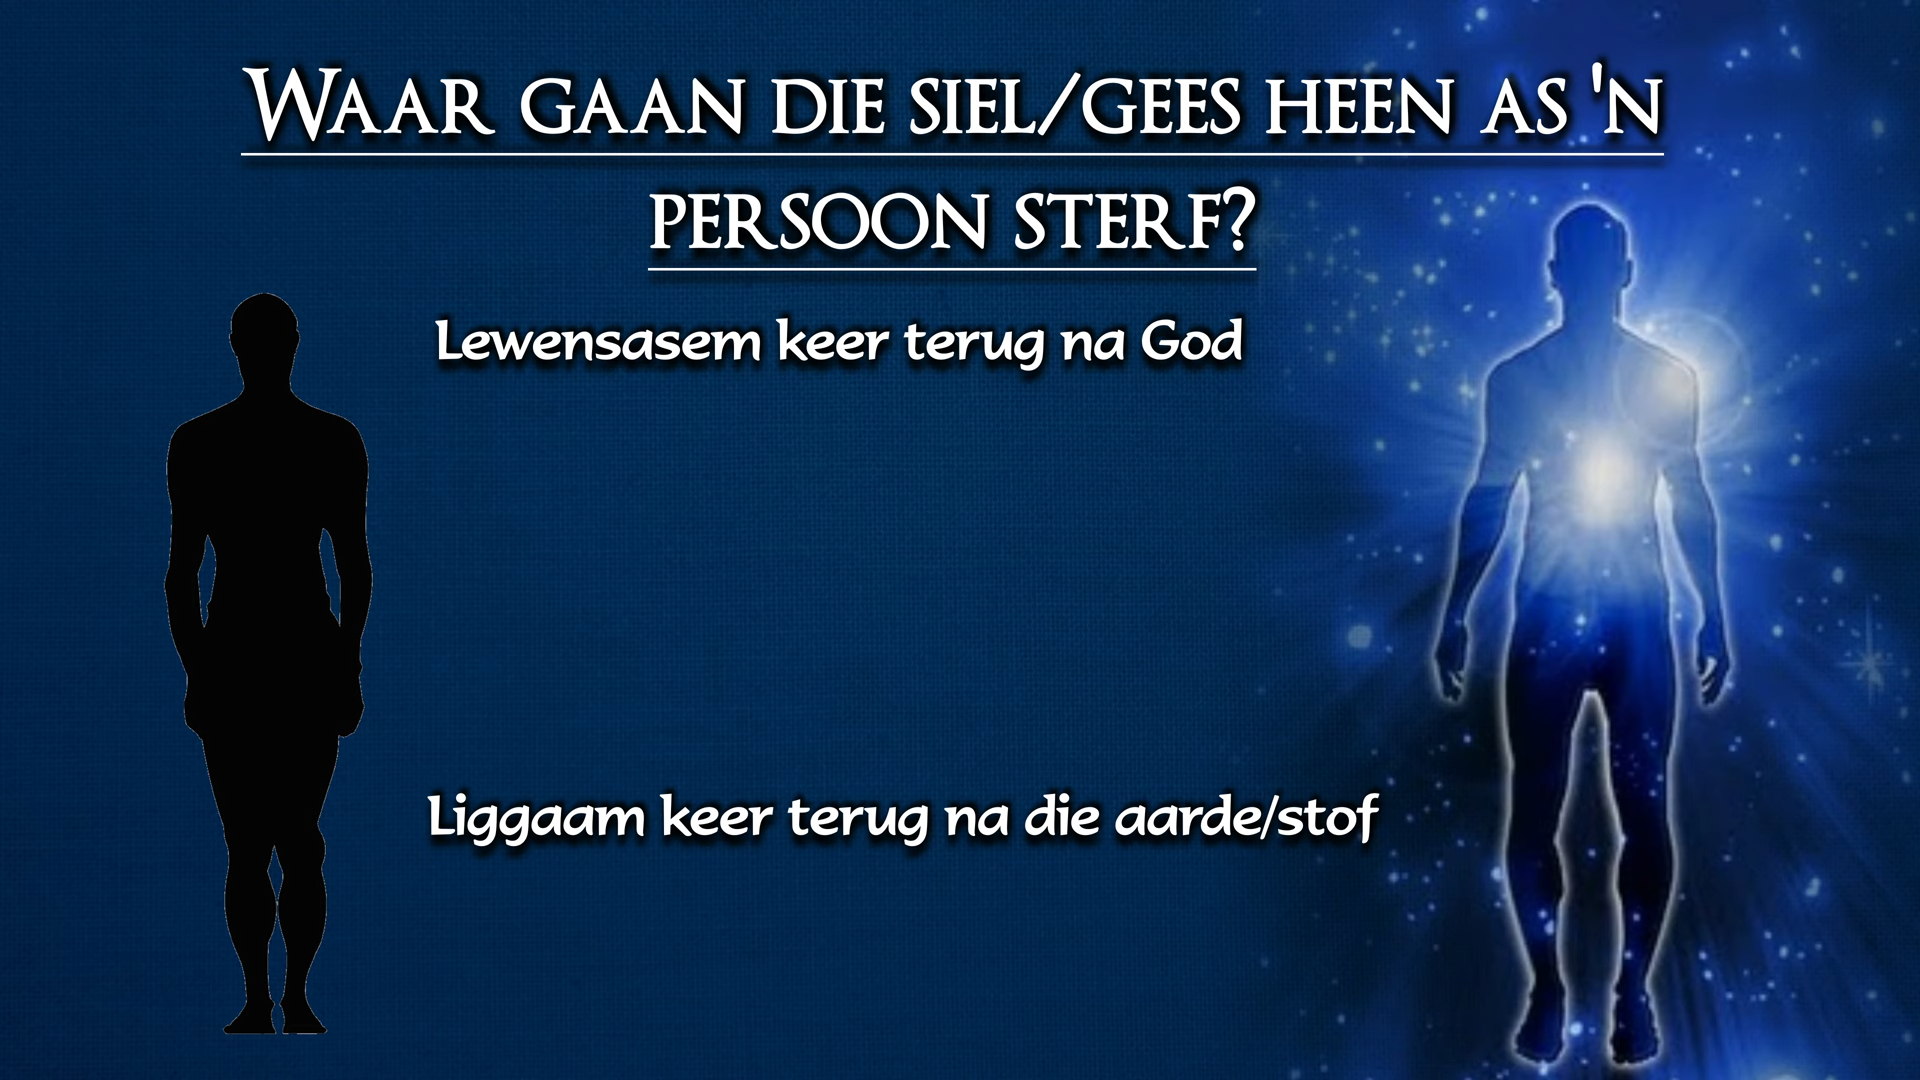 Waar gaan die siel/gees heen as 'n
persoon sterf?
Lewensasem keer terug na God
Liggaam keer terug na die aarde/stof